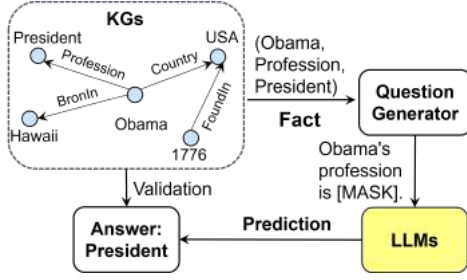 KGs
President
USA
Profession
Country
BronIn
FoundIn
Obama
Hawaii
1776
(Obama,
Profession,
President)
Fact
Question
Generator
Obama's
profession
is [MASK].
Validation
Answer:
President
Prediction
LLMs